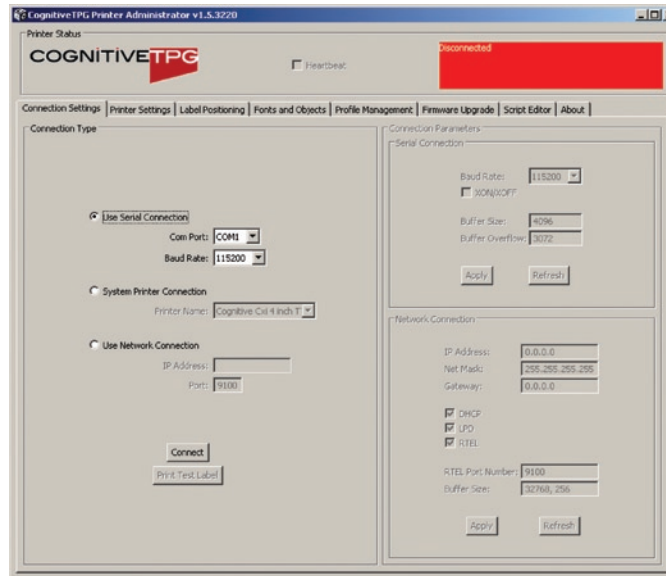 CognitiveTPG Printer Administrator v1.5.3220
Printer Status
COGNITIVETPG
Heartbeat
Disconnected
Connection Settings Printer Settings Label Positioning Fonts and Objects Profile Management Firmware Upgrade Script Editor About
Connection Type
Use Serial Connection
Com Port: COM1
Baud Rate: 115200
System Printer Connection
Printer Name: Cognitive Cxi 4 inch T
Use Network Connection
IP Address:
Port: 9100
Connect
Print Test Label
Connection Parameters
Serial Connection
Baud Rate: 115200
XON/XOFF
Buffer Size: 4096
Buffer Overflow: 3072
Apply Refresh
Network Connection
IP Address: 0.0.0.0
Net Mask: 255.255.255.255
Gateway: 0.0.0.0
DHCP
LPD
RTEL
RTEL Port Number: 9100
Buffer Size: 32768, 256
Apply Refresh